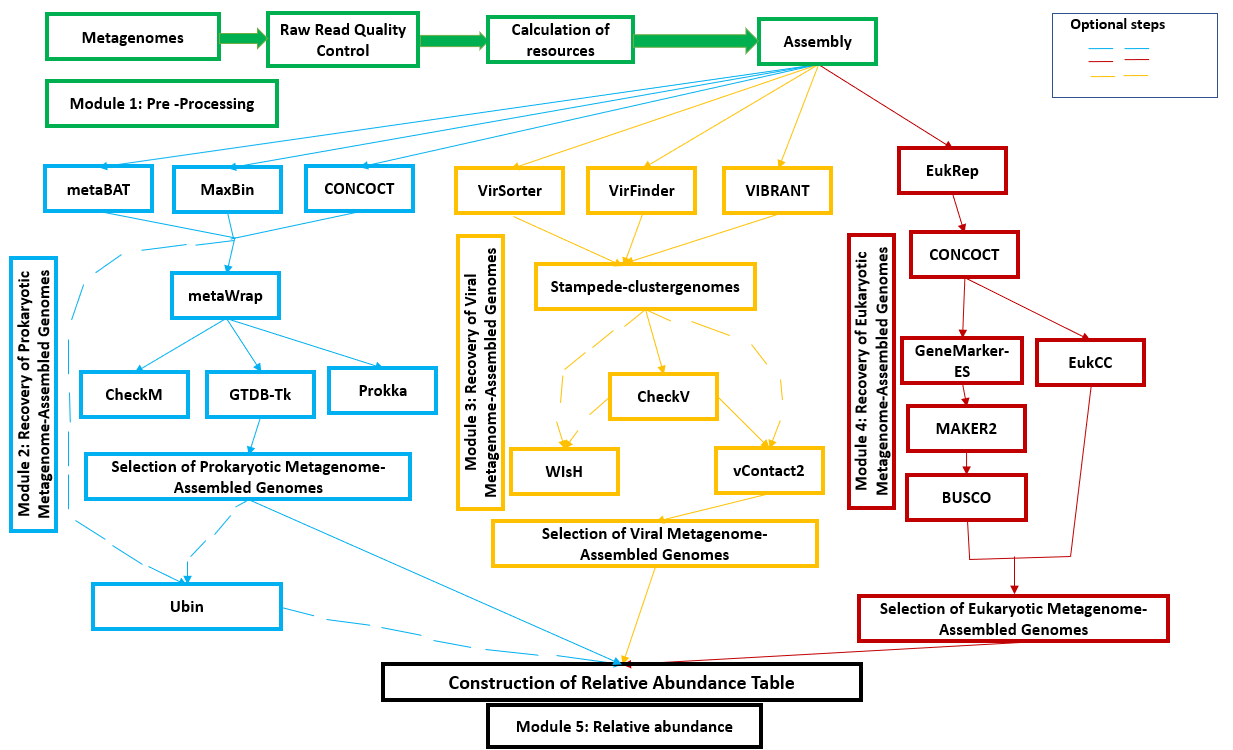 Metagenomes
Raw Read Quality
Control
Calculation of
resources
Assembly
Optional steps
Module 1: Pre -Processing
metaBAT
MaxBin
CONCOCT
VirSorter
VirFinder
VIBRANT
EukRep
Module 2: Recovery of Prokaryotic
Metagenome-Assembled Genomes
metaWrap
CheckM
GTDB-Tk
Prokka
Selection of Prokaryotic Metagenome-
Assembled Genomes
Ubin
Module 3: Recovery of Viral
Metagenome-Assembled Genomes
Stampede-clustergenomes
CheckV
WIsH
vContact2
Selection of Viral Metagenome-
Assembled Genomes
Module 4: Recovery of Eukaryotic
Metagenome-Assembled Genomes
CONCOCT
GeneMarker-
ES
EukCC
MAKER2
BUSCO
Selection of Eukaryotic Metagenome-
Assembled Genomes
Construction of Relative Abundance Table
Module 5: Relative abundance